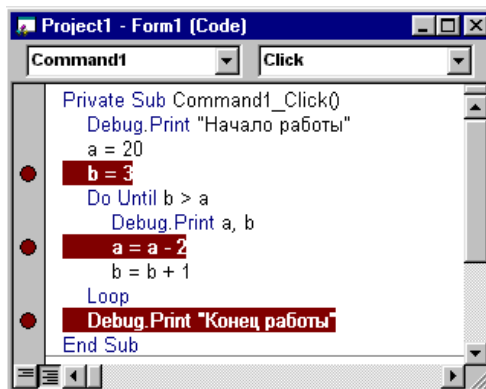 Project1 - Form1 (Code)
Command1 Click
Private Sub Command1_Click()
Debug.Print "Начало работы"
a = 20
b = 3
Do Until b > a
Debug.Print a, b
a = a - 2
b = b + 1
Loop
Debug.Print "Конец работы"
End Sub